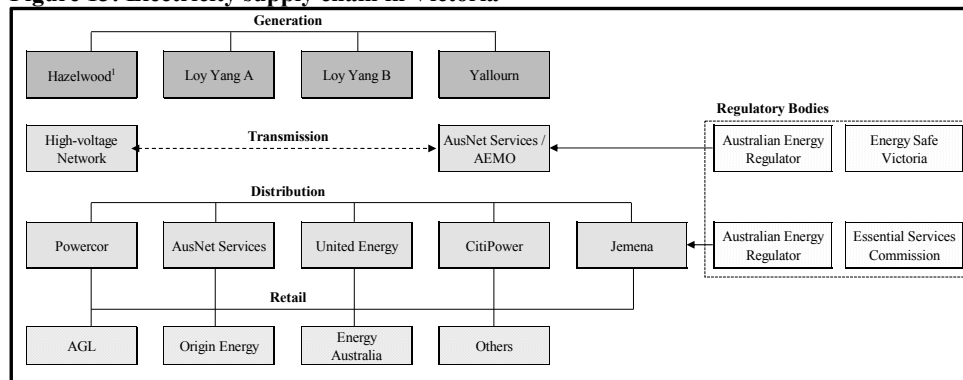 Figure 13: Electricity supply chain in Victoria
Generation
Hazelwood1
Loy Yang A
Loy Yang B
Yallourn
Regulatory Bodies
High-voltage
Network
Transmission
AusNet Services /
AEMO
Australian Energy
Regulator
Energy Safe
Victoria
Distribution
Powercor
AusNet Services
United Energy
CitiPower
Jemena
Australian Energy
Regulator
Essential Services
Commission
Retail
AGL
Origin Energy
Energy
Australia
Others